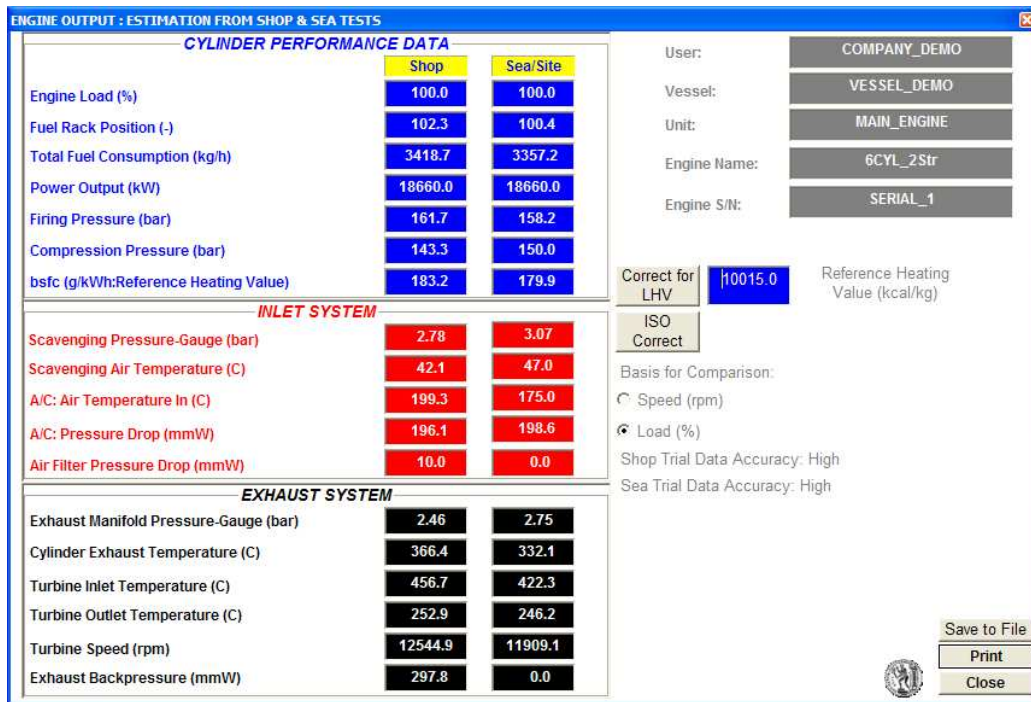 ENGINE OUTPUT : ESTIMATION FROM SHOP & SEA TESTS
CYLINDER PERFORMANCE DATA
Shop Sea/Site
Engine Load (%) 100.0 100.0
Fuel Rack Position (-) 102.3 100.4
Total Fuel Consumption (kg/h) 3418.7 3357.2
Power Output (kW) 18660.0 18660.0
Firing Pressure (bar) 161.7 158.2
Compression Pressure (bar) 143.3 150.0
bsfc (g/kWh:Reference Heating Value) 183.2 179.9
INLET SYSTEM
Scavenging Pressure-Gauge (bar) 2.78 3.07
Scavenging Air Temperature (C) 42.1 47.0
A/C: Air Temperature In (C) 199.3 175.0
A/C: Pressure Drop (mmW) 196.1 198.6
Air Filter Pressure Drop (mmW) 10.0 0.0
EXHAUST SYSTEM
Exhaust Manifold Pressure-Gauge (bar) 2.46 2.75
Cylinder Exhaust Temperature (C) 366.4 332.1
Turbine Inlet Temperature (C) 456.7 422.3
Turbine Outlet Temperature (C) 252.9 246.2
Turbine Speed (rpm) 12544.9 11909.1
Exhaust Backpressure (mmW) 297.8 0.0
User: COMPANY_DEMO
Vessel: VESSEL_DEMO
Unit: MAIN_ENGINE
Engine Name: 6CYL_2Str
Engine S/N: SERIAL_1
Correct for
LHV
10015.0
Reference Heating
Value (kcal/kg)
ISO
Correct
Basis for Comparison:
Speed (rpm)
Load (%)
Shop Trial Data Accuracy: High
Sea Trial Data Accuracy: High
Save to File
Print
Close